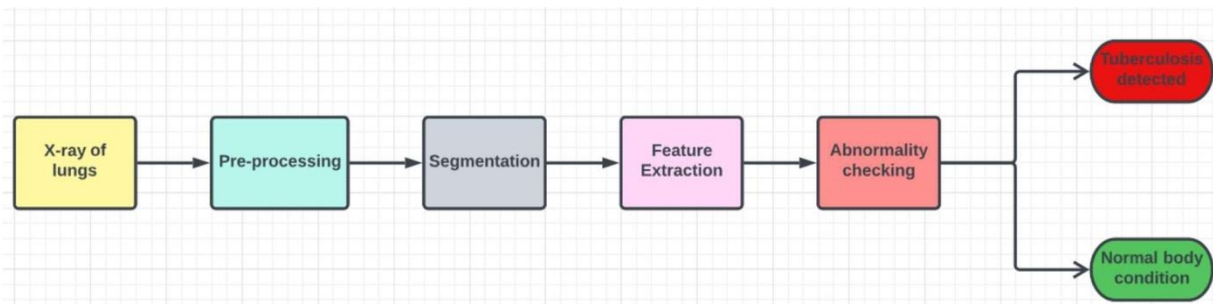 X-ray of
lungs
Pre-processing
Segmentation
Feature
Extraction
Abnormality
checking
Tuberculosis
detected
Normal body
condition